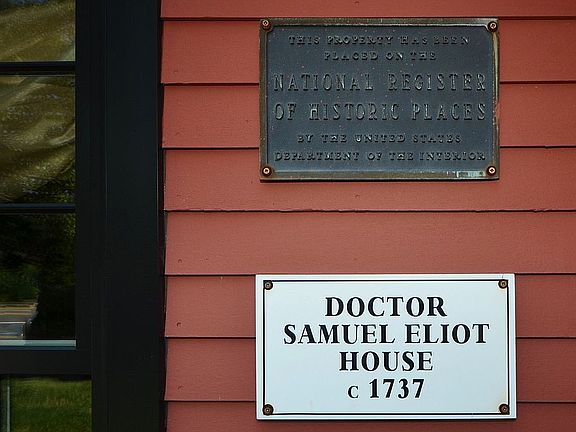 THIS PROPERTY HAS BEEN
PLACED ON THE
NATIONAL REGISTER
OF HISTORIC PLACES
BY THE UNITED STATES
DEPARTMENT OF THE INTERIOR
DOCTOR
SAMUEL ELIOT
HOUSE
C 1737